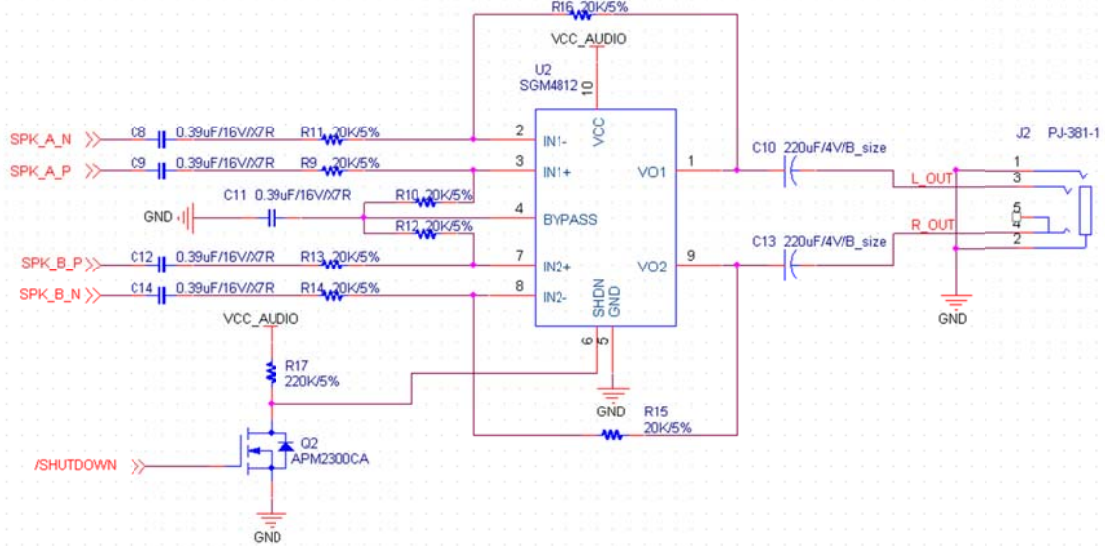 R16 20K/5%
VCC_AUDIO
U2
SGM4812
10
VCC
SPK_A_N
C8 0.39uF/16V/X7R
R11 20K/5%
2
IN1-
SPK_A_P
C9 0.39uF/16V/X7R
R9 20K/5%
3
IN1+
VO1
1
C10 220uF/4V/B_size
J2 PJ-381-1
1
L_OUT
3
C11 0.39uF/16V/X7R
R10 20K/5%
GND
4
BYPASS
R12 20K/5%
5
R_OUT
4
SPK_B_P
C12 0.39uF/16V/X7R
R13 20K/5%
7
IN2+
VO2
9
C13 220uF/4V/B_size
2
SPK_B_N
C14 0.39uF/16V/X7R
R14 20K/5%
8
IN2-
SHDN
GND
6
5
GND
VCC_AUDIO
R17
220K/5%
GND
R15
20K/5%
Q2
APM2300CA
/SHUTDOWN
GND